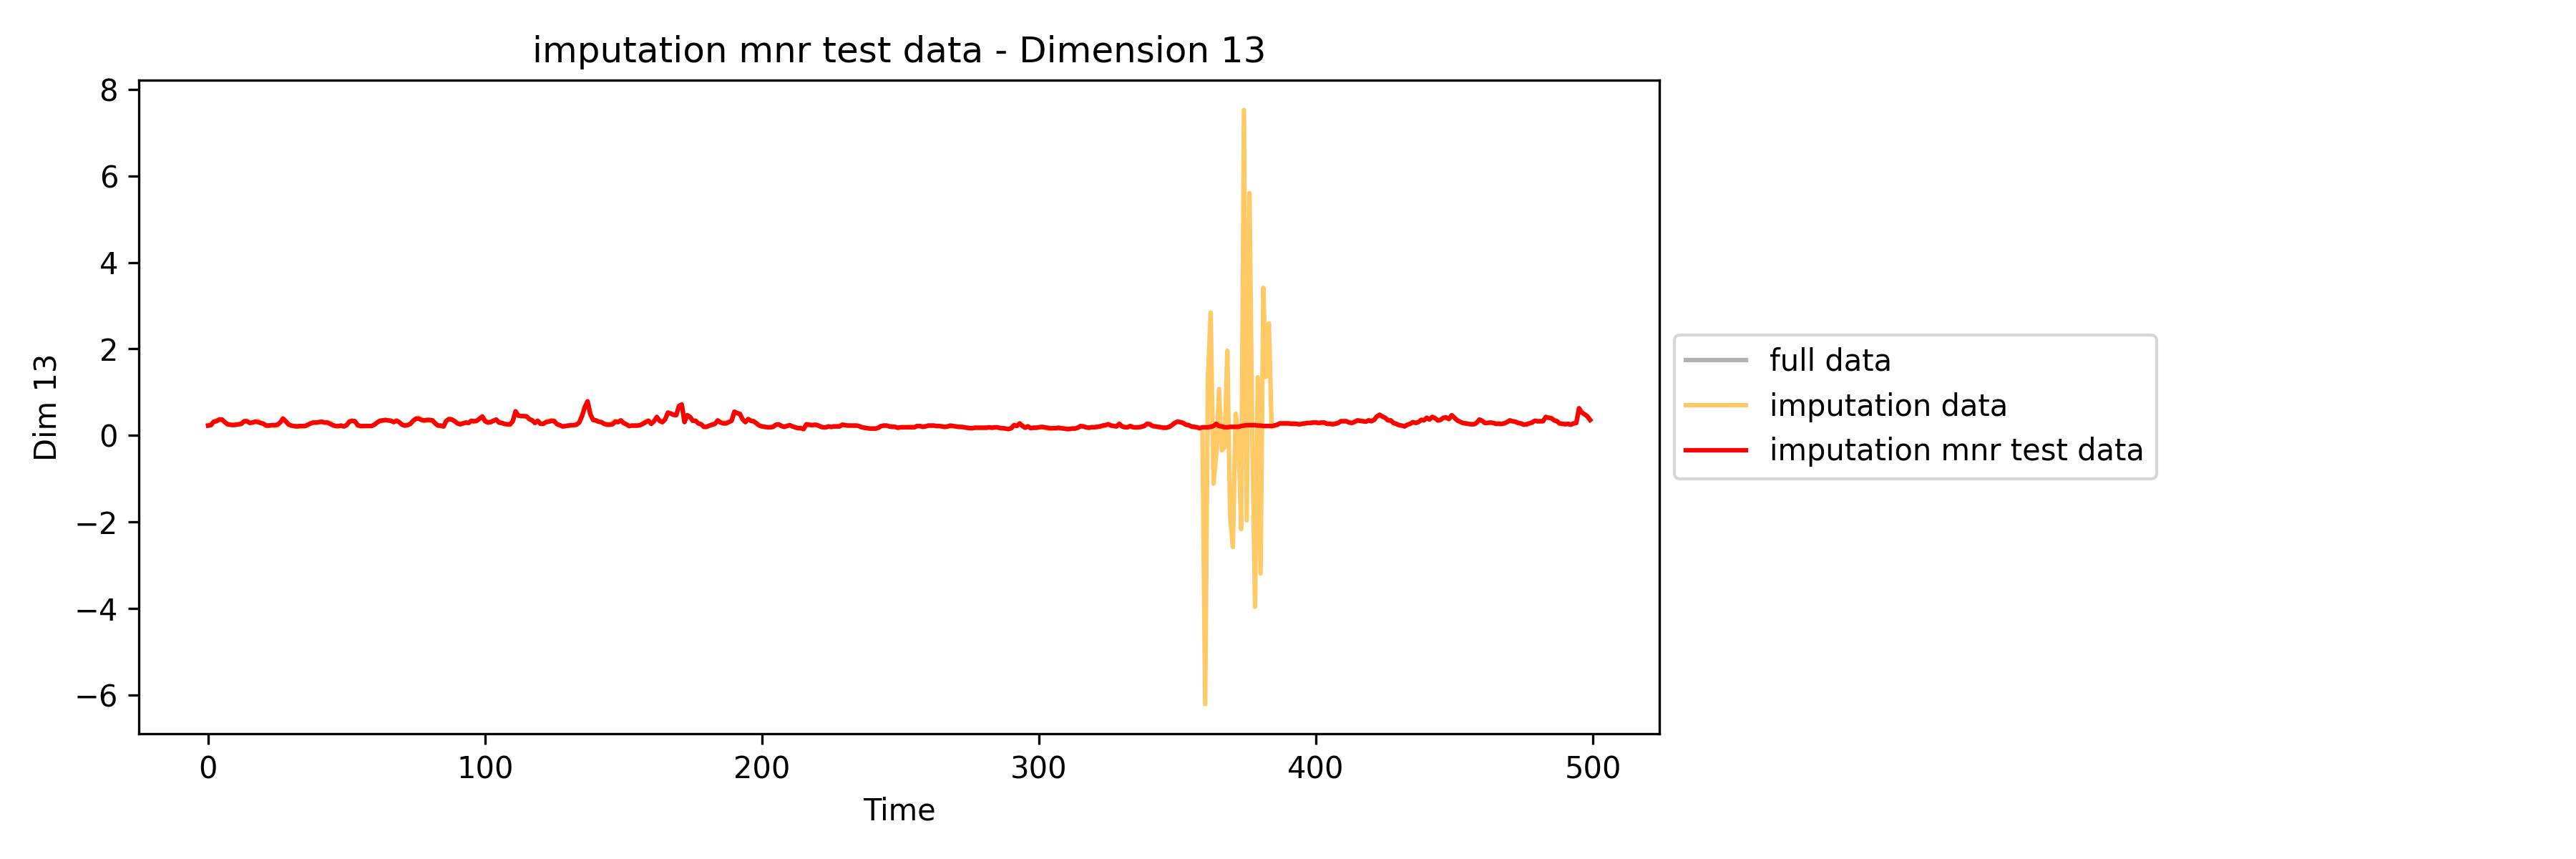 imputation mnr test data - Dimension 13
8
6
4
2
0
−2
−4
−6
Dim 13
0 100 200 300 400 500
Time
full data
imputation data
imputation mnr test data